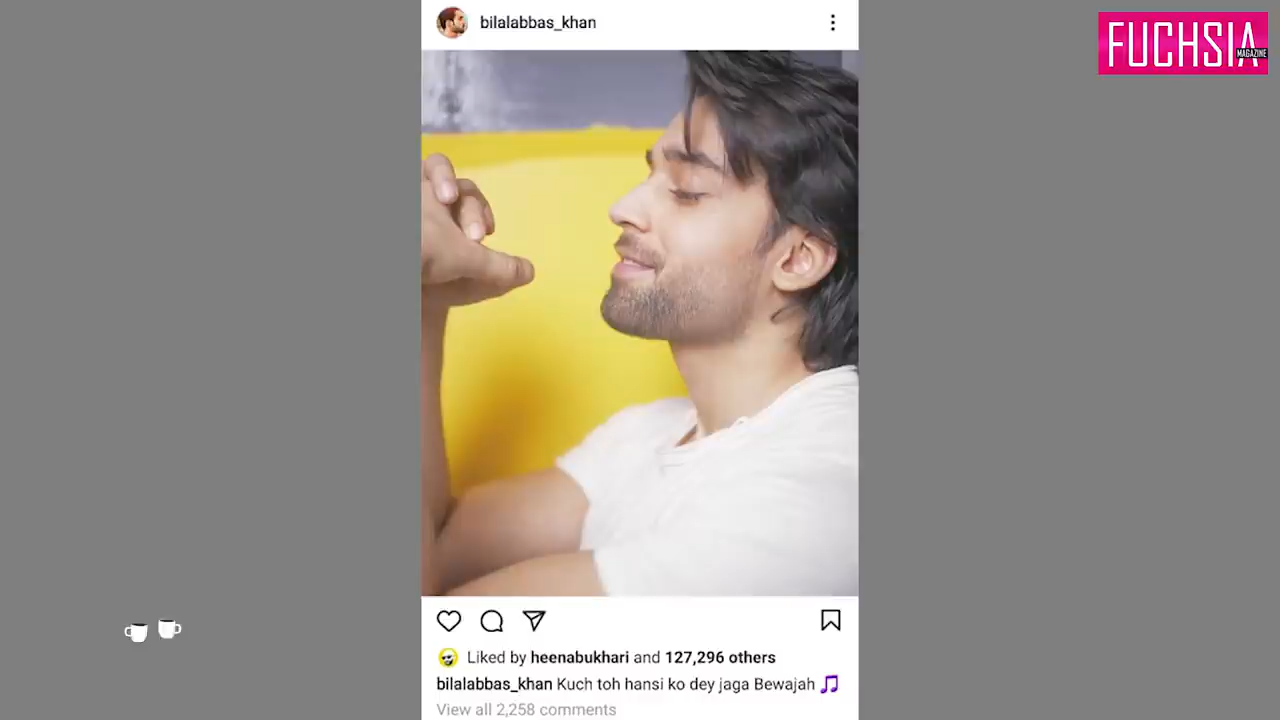 bilalabbas_khan
FUCHSIA
MAGAZINE
Liked by heenabukhari and 127,296 others
bilalabbas_khan Kuch toh hansi ko dey jaga Bewajah 🎵
View all 2,258 comments